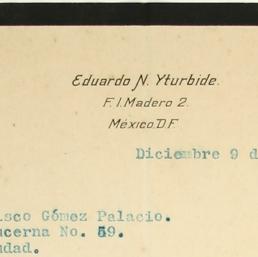 Eduardo N. Yturbide.
F. I. Madero 2.
México. D.F.
Diciembre 9 d
isco Gómez Palacio.
ucerna No. 59.
udad.